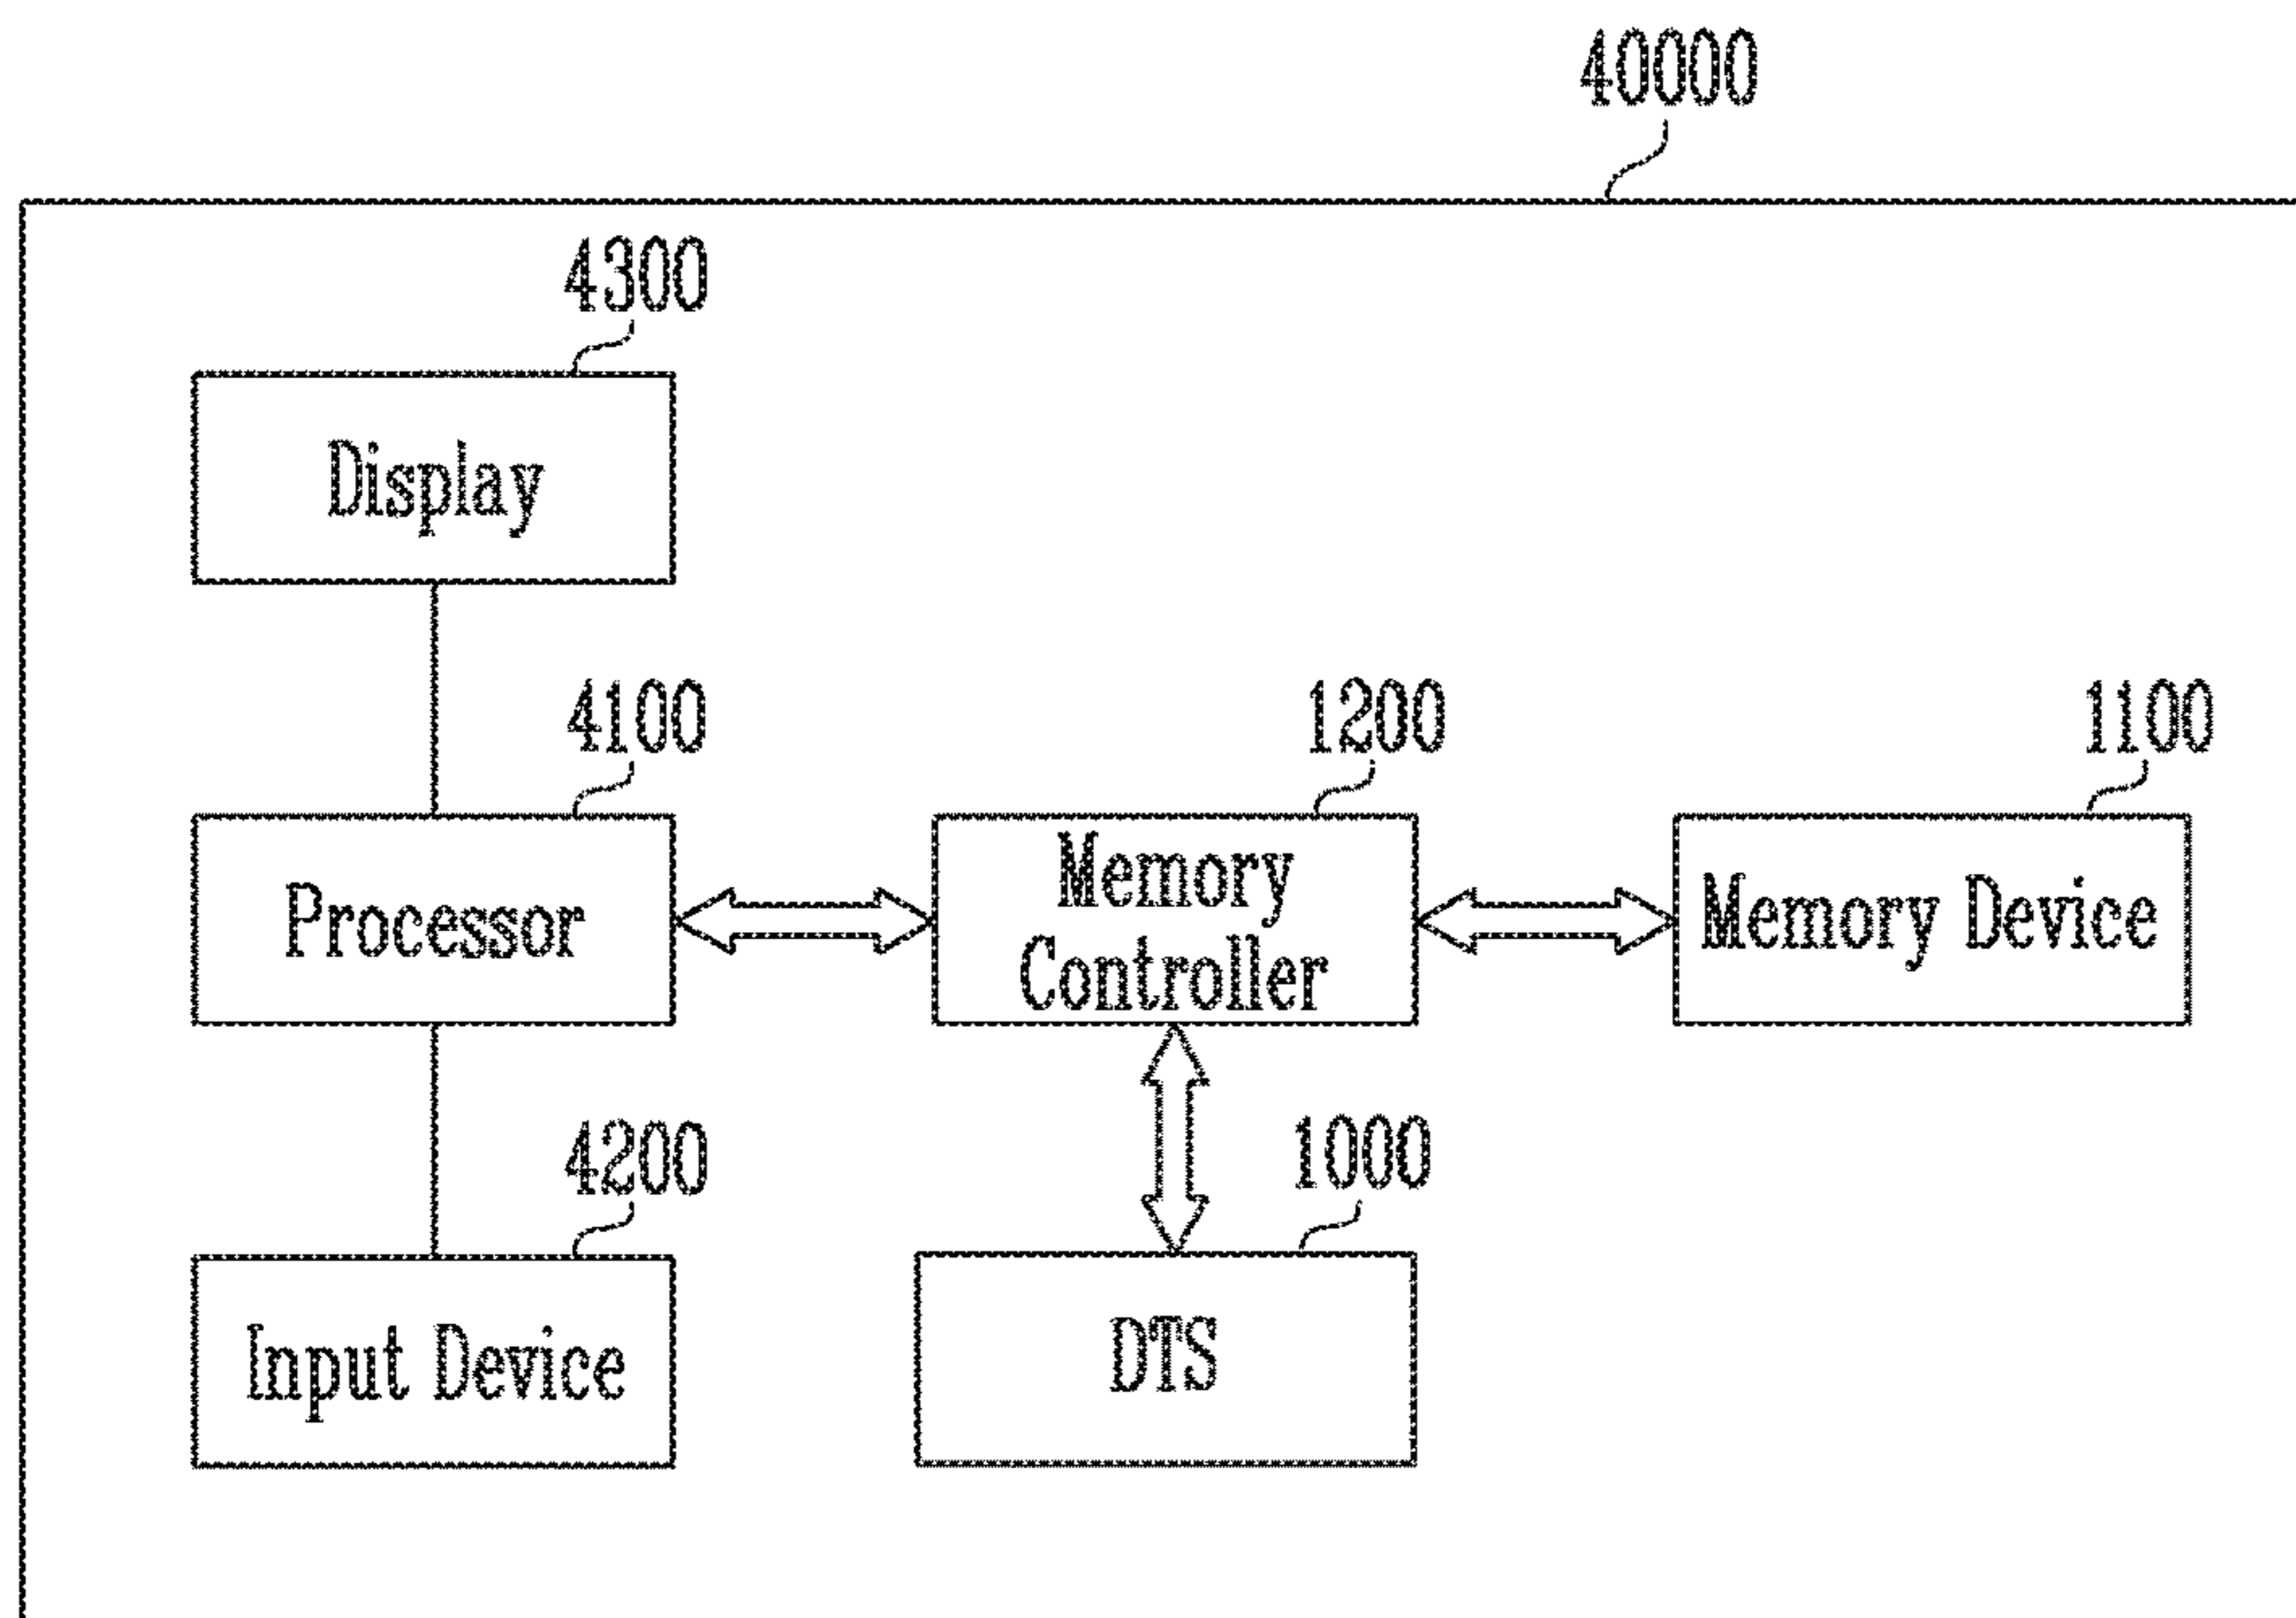 40000
4300
Display
4100
1200
1100
Processor
Memory
Controller
Memory Device
4200
1000
Input Device
DTS